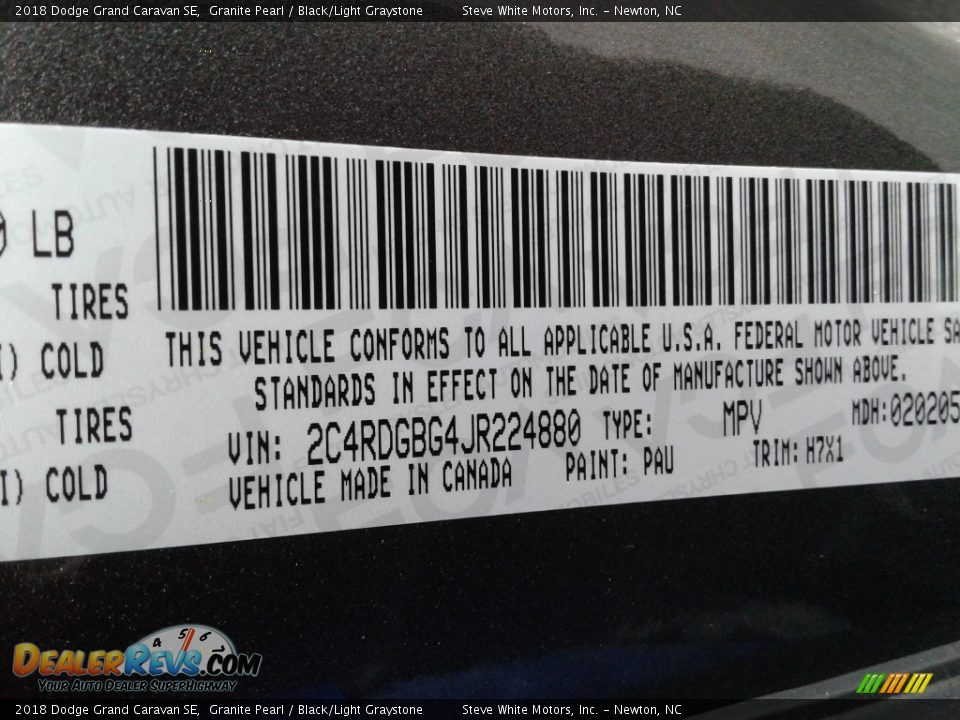 2018 Dodge Grand Caravan SE, Granite Pearl / Black/Light Graystone Steve White Motors, Inc. - Newton, NC
LB
TIRES
I) COLD
TIRES
I) COLD
THIS VEHICLE CONFORMS TO ALL APPLICABLE U.S.A. FEDERAL MOTOR VEHICLE SA
STANDARDS IN EFFECT ON THE DATE OF MANUFACTURE SHOWN ABOVE.
VIN: 2C4RDGBG4JR224880 TYPE: MPV MDH:020205
VEHICLE MADE IN CANADA PAINT: PAU TRIM: H7X1
4 5 6
DEALERREVS.COM
YOUR AUTO DEALER SUPERHIGHWAY
2018 Dodge Grand Caravan SE, Granite Pearl / Black/Light Graystone Steve White Motors, Inc. - Newton, NC